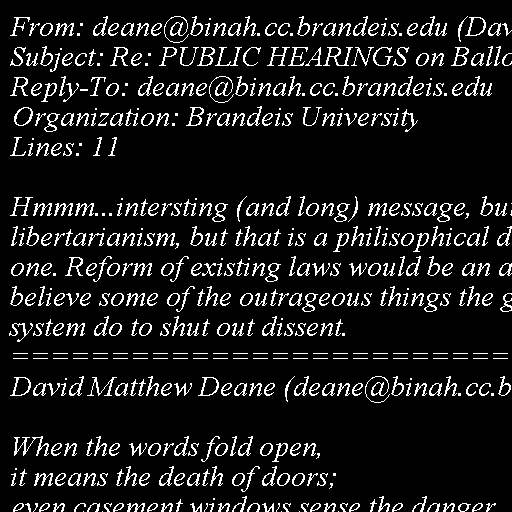 From: deane@binah.cc.brandeis.edu (Dav
Subject: Re: PUBLIC HEARINGS on Ballo
Reply-To: deane@binah.cc.brandeis.edu
Organization: Brandeis University
Lines: 11

Hmmm...intersting (and long) message, but
libertarianism, but that is a philisophical d
one. Reform of existing laws would be an a
believe some of the outrageous things the g
system do to shut out dissent.
=========================
David Matthew Deane (deane@binah.cc.b

When the words fold open,
it means the death of doors;
even casement windows sense the danger